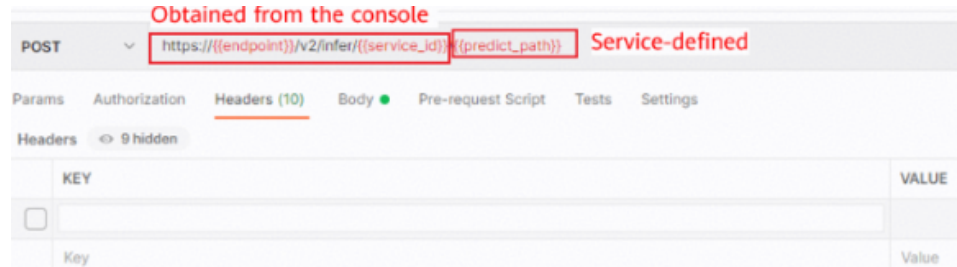 Obtained from the console
POST https://{{endpoint}}/v2/infer/{{service_id}}/{{predict_path}} Service-defined
Params Authorization Headers (10) Body Pre-request Script Tests Settings
Headers 9 hidden
KEY VALUE
Key Value